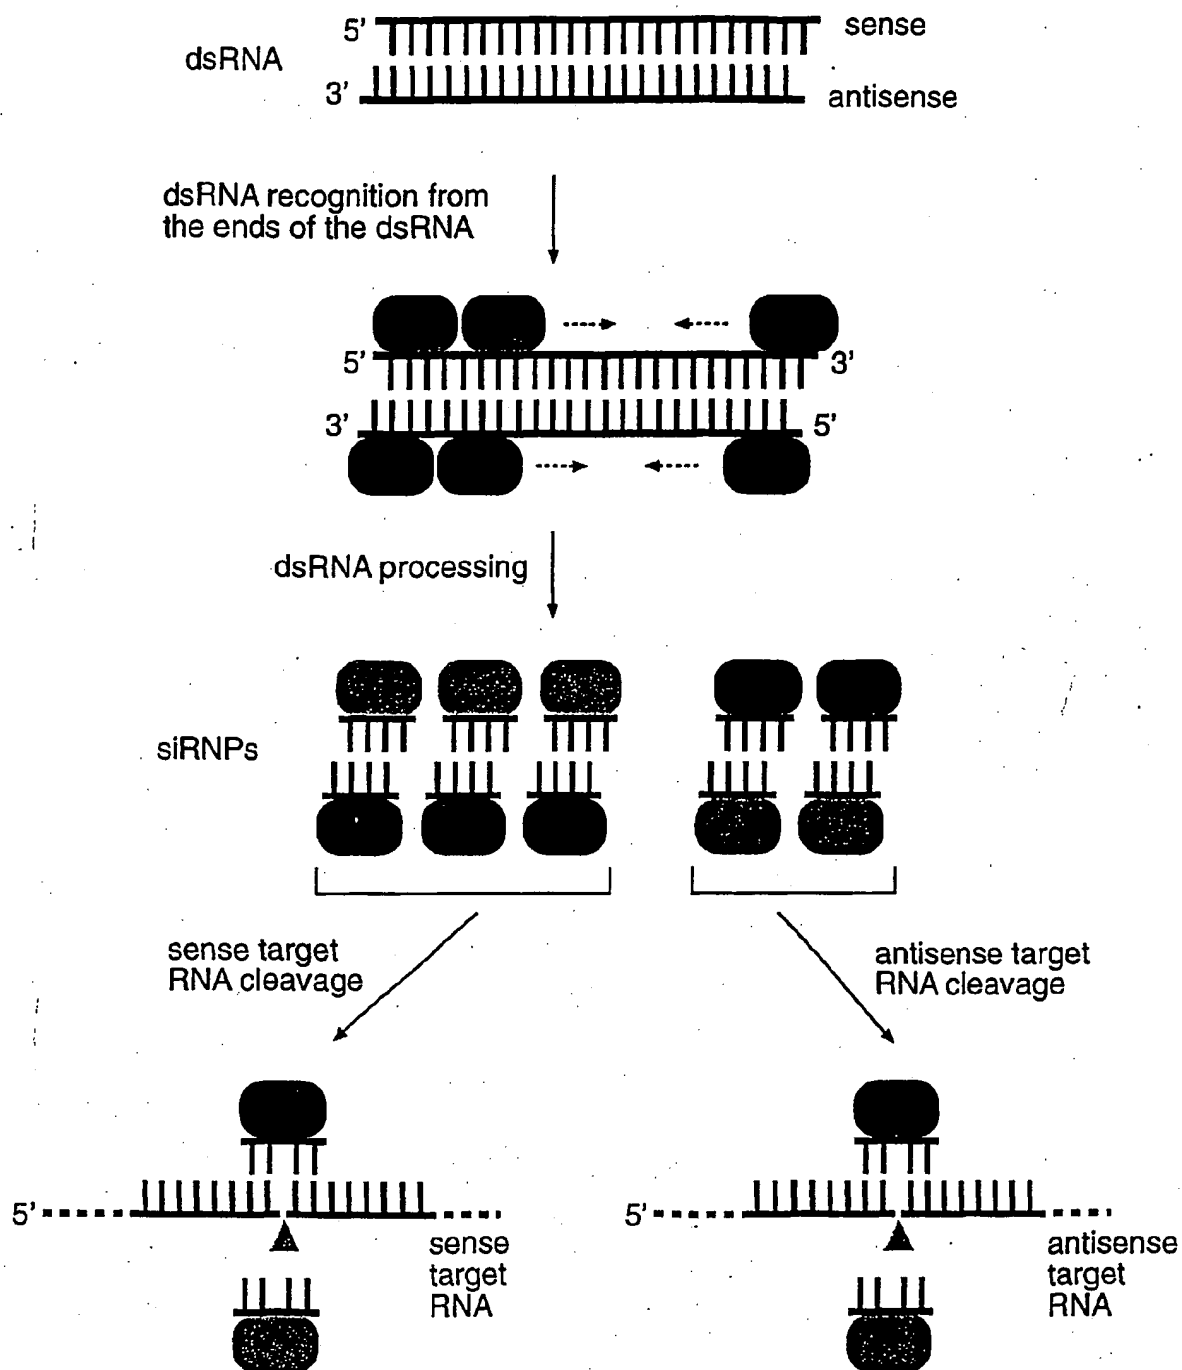 5' sense
dsRNA
3' antisense
dsRNA recognition from
the ends of the dsRNA
5' 3'
3' 5'
dsRNA processing
siRNPs
sense target
RNA cleavage
antisense target
RNA cleavage
5'
sense
target
RNA
5'
antisense
target
RNA